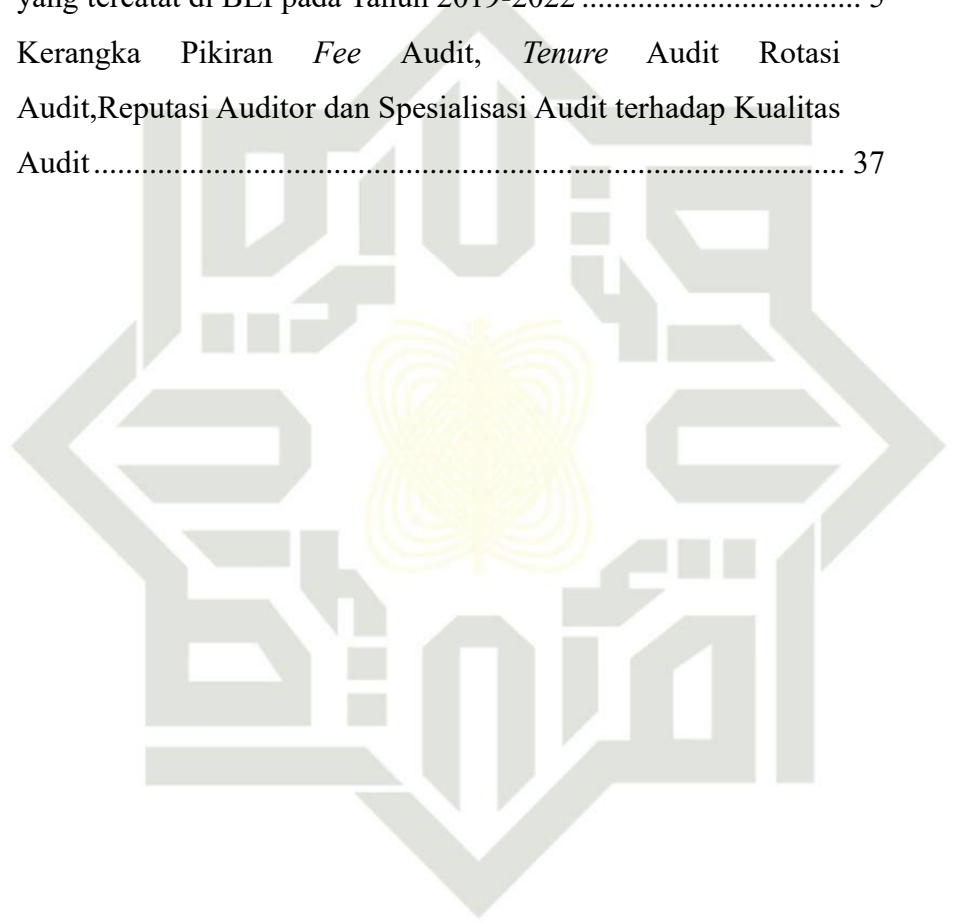 yang tercatat di BEI pada Tahun 2019-2022 .................................. 5
Kerangka Pikiran Fee Audit, Tenure Audit Rotasi
Audit,Reputasi Auditor dan Spesialisasi Audit terhadap Kualitas
Audit .............................................................................................. 37